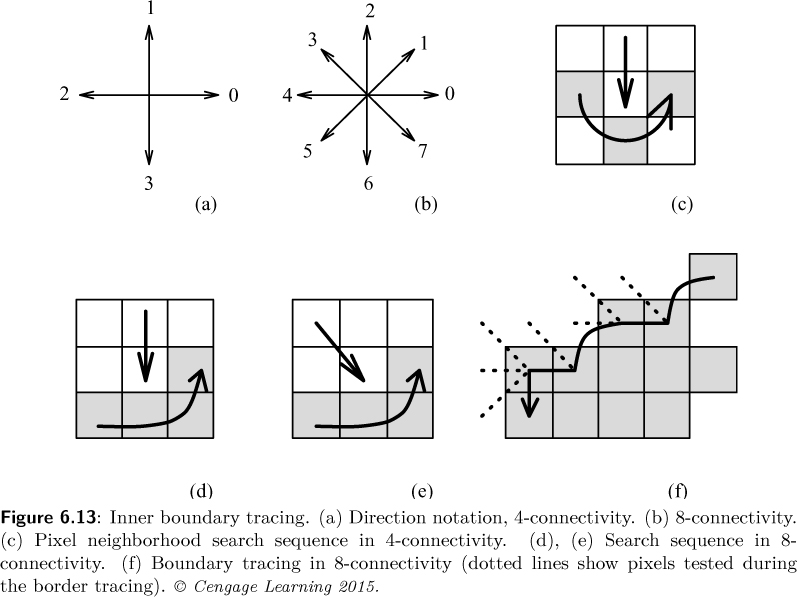 1
2
0
3
(a)
2
3
1
4
0
5
7
6
(b)
(c)
(d)
(e)
(f)
Figure 6.13: Inner boundary tracing. (a) Direction notation, 4-connectivity. (b) 8-connectivity.
(c) Pixel neighborhood search sequence in 4-connectivity. (d), (e) Search sequence in 8-
connectivity. (f) Boundary tracing in 8-connectivity (dotted lines show pixels tested during
the border tracing). © Cengage Learning 2015.